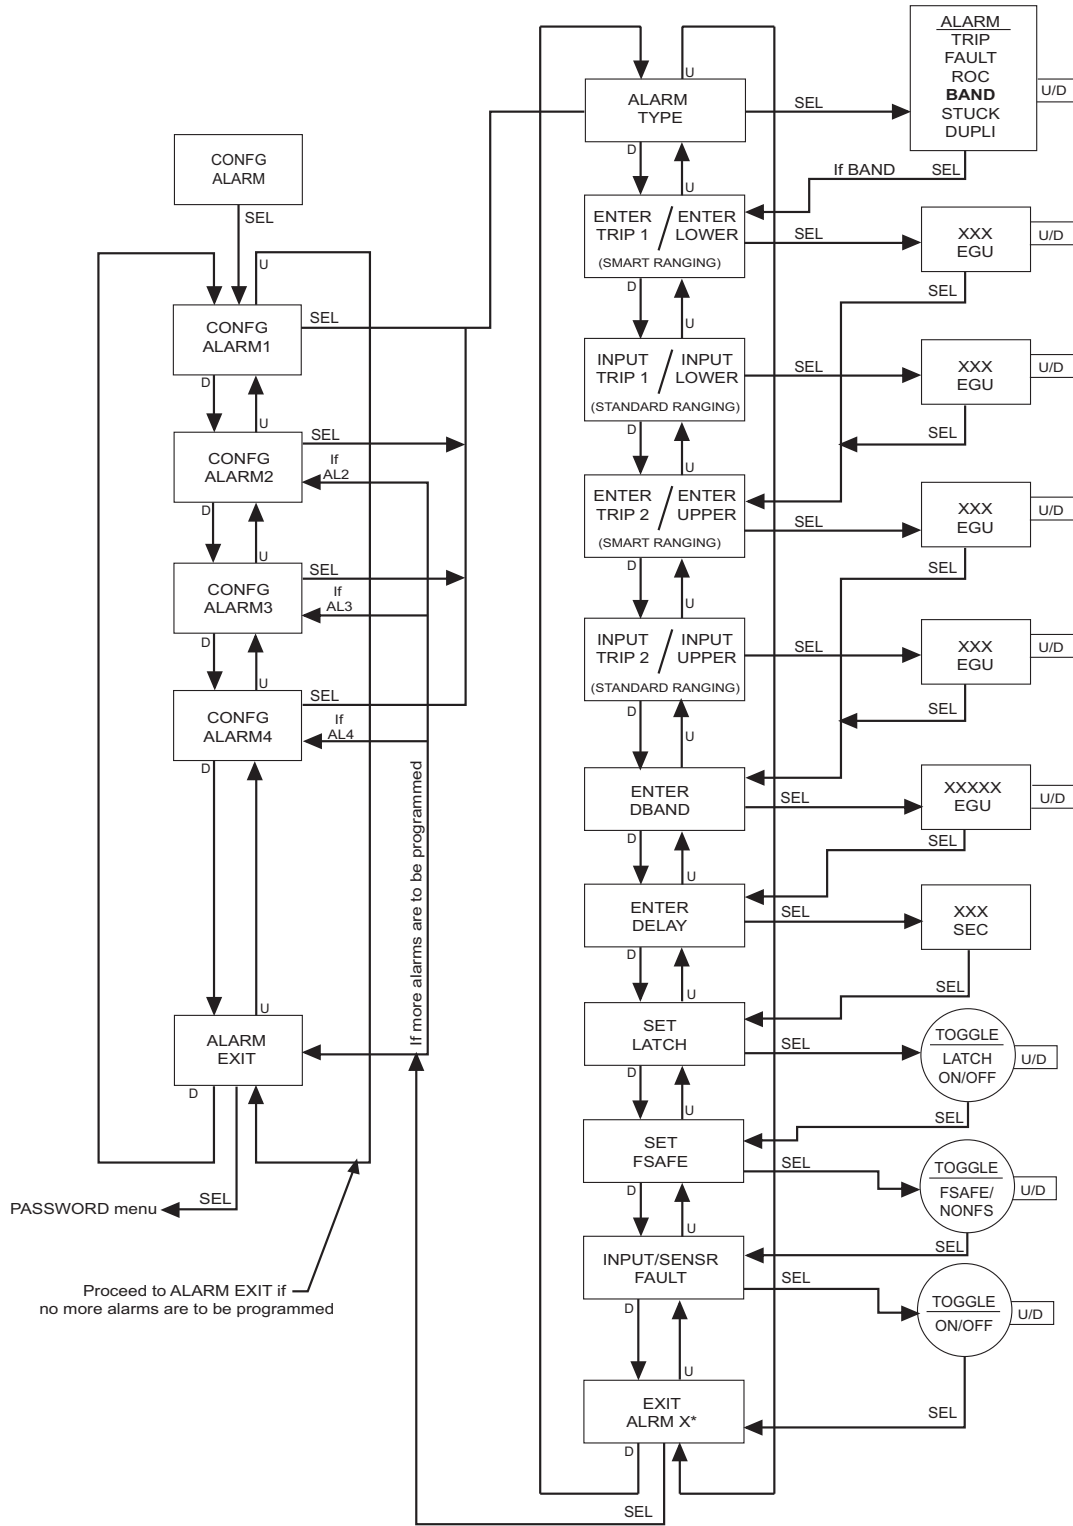 CONFG
ALARM
SEL
U
CONFG
ALARM1
SEL
D
U
CONFG
ALARM2
SEL
If
AL2
D
U
CONFG
ALARM3
SEL
If
AL3
D
U
CONFG
ALARM4
SEL
If
AL4
D
U
ALARM
EXIT
D
SEL
PASSWORD menu
Proceed to ALARM EXIT if
no more alarms are to be programmed
If more alarms are to be programmed
U
ALARM
TYPE
SEL
ALARM
TRIP
FAULT
ROC
BAND
STUCK
DUPLI
U/D
D
U
If BAND
SEL
ENTER
TRIP 1 / ENTER
LOWER
(SMART RANGING)
SEL
XXX
EGU
U/D
SEL
D
U
INPUT
TRIP 1 / INPUT
LOWER
(STANDARD RANGING)
SEL
XXX
EGU
U/D
SEL
D
U
ENTER
TRIP 2 / ENTER
UPPER
(SMART RANGING)
SEL
XXX
EGU
U/D
SEL
D
U
INPUT
TRIP 2 / INPUT
UPPER
(STANDARD RANGING)
SEL
XXX
EGU
U/D
SEL
D
U
ENTER
DBAND
SEL
XXXXX
EGU
U/D
SEL
D
U
ENTER
DELAY
SEL
XXX
SEC
SEL
D
U
SET
LATCH
SEL
TOGGLE
LATCH
ON/OFF
U/D
SEL
D
U
SET
FSAFE
SEL
TOGGLE
FSAFE/
NONFS
U/D
SEL
D
U
INPUT/SENSR
FAULT
SEL
TOGGLE
ON/OFF
U/D
SEL
D
U
EXIT
ALRM X*
D
SEL